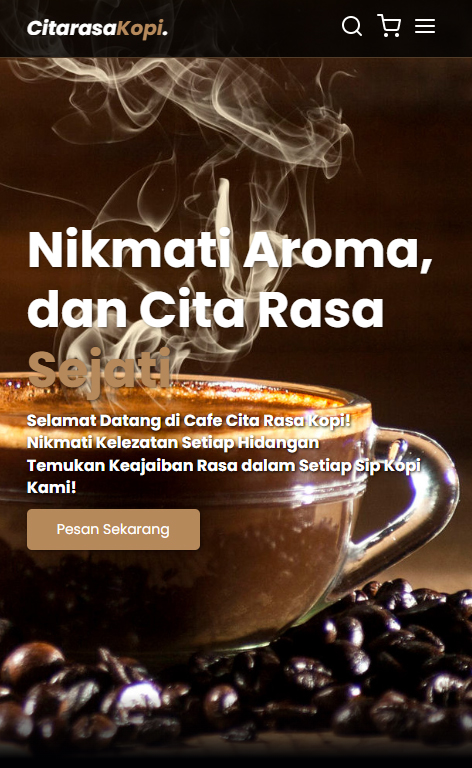 CitarasaKopi.
Nikmati Aroma,
dan Cita Rasa
Sejati
Selamat Datang di Cafe Cita Rasa Kopi!
Nikmati Kelezatan Setiap Hidangan
Temukan Keajaiban Rasa dalam Setiap Sip Kopi
Kami!
Pesan Sekarang